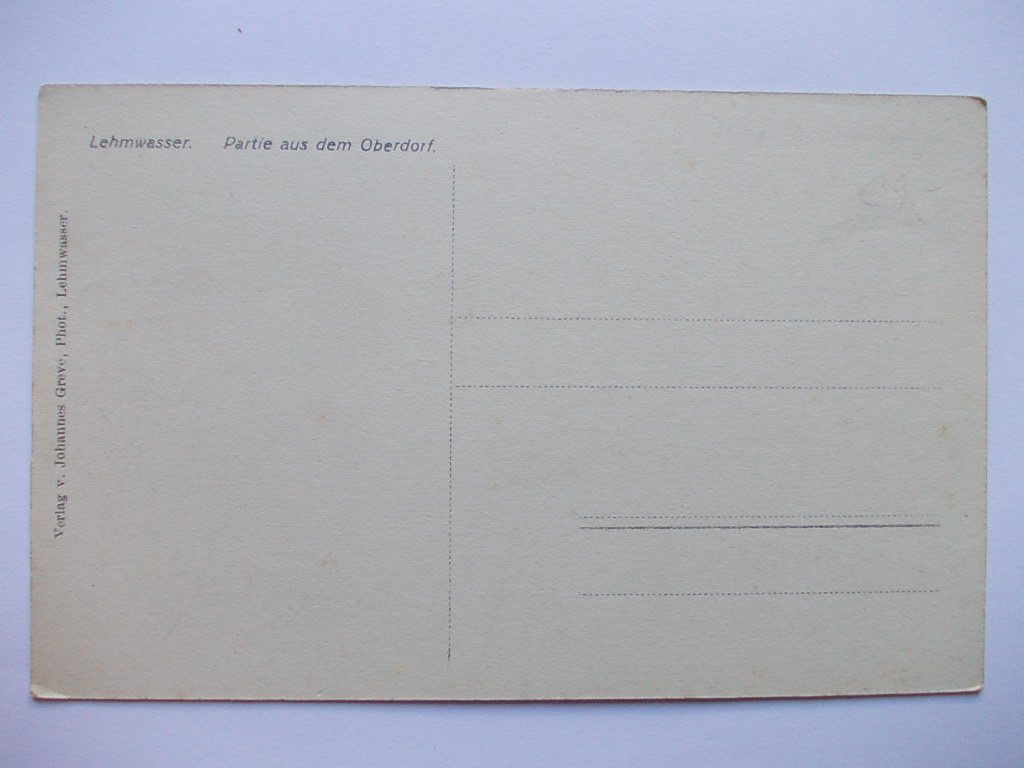 Lehmwasser. Partie aus dem Oberdorf.
Verlag v. Johannes Greve, Phot., Lehmwasser.